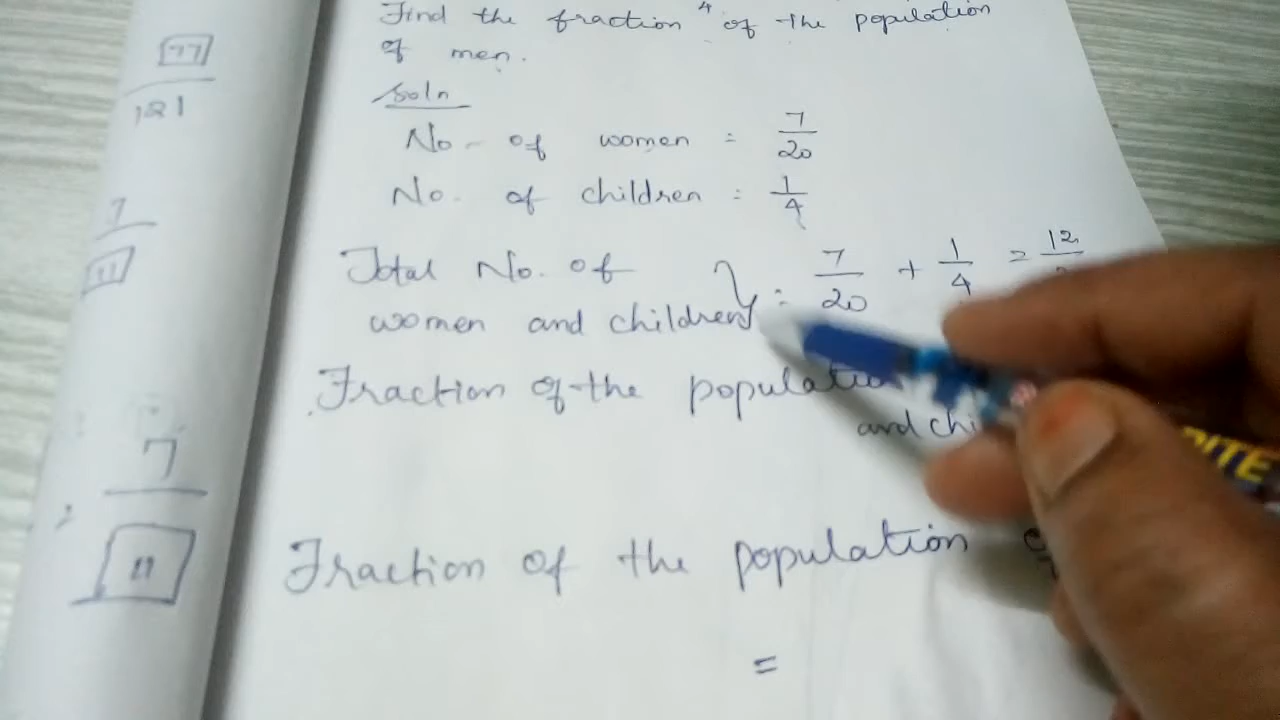 77
121
7
11
7
11
Find the fraction of the population
of men.
Soln
No. of women = 7/20
No. of children = 1/4
Total No. of
women and children } = 7/20 + 1/4 = 12
Fraction of the population
and chi
Fraction of the population
=